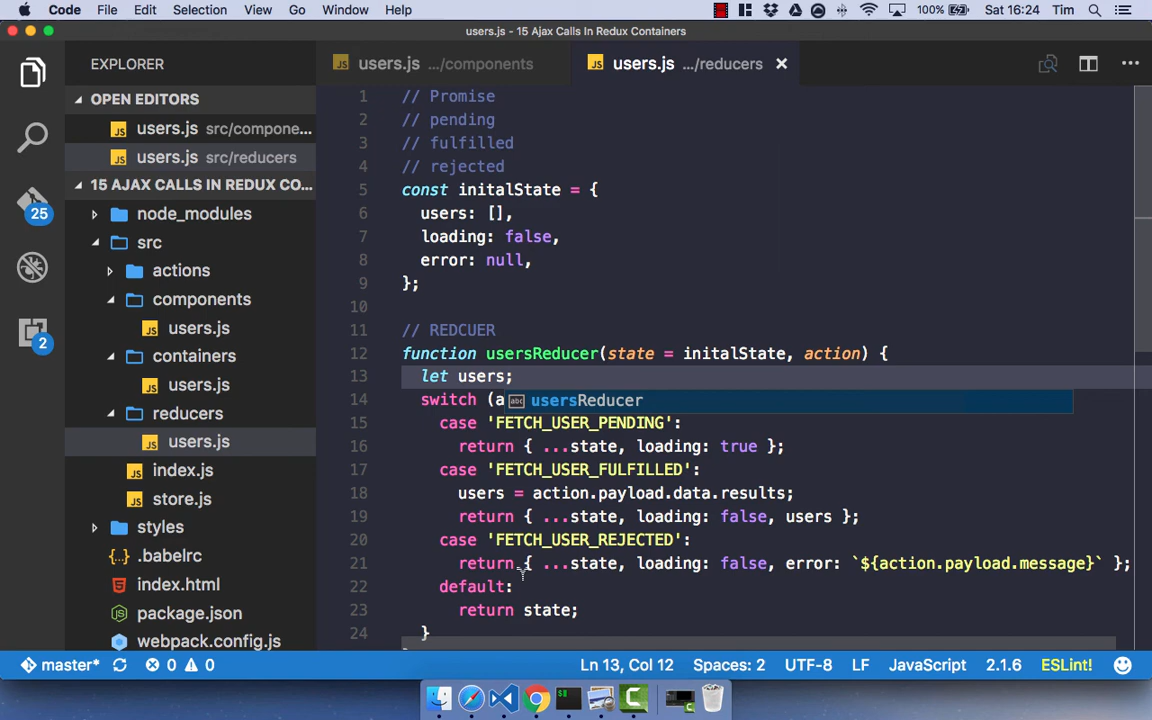 Code File Edit Selection View Go Window Help 100% Sat 16:24 Tim
users.js - 15 Ajax Calls In Redux Containers
EXPLORER
OPEN EDITORS
users.js src/compone...
users.js src/reducers
15 AJAX CALLS IN REDUX CO...
node_modules
src
actions
components
users.js
containers
users.js
reducers
users.js
index.js
store.js
styles
.babelrc
index.html
package.json
webpack.config.js
25
2
users.js .../components
users.js .../reducers
1 // Promise
2 // pending
3 // fulfilled
4 // rejected
5 const initalState = {
6 users: [],
7 loading: false,
8 error: null,
9 };
10
11 // REDCUER
12 function usersReducer(state = initalState, action) {
13 let users;
14 switch (a
abc usersReducer
15 case 'FETCH_USER_PENDING':
16 return { ...state, loading: true };
17 case 'FETCH_USER_FULFILLED':
18 users = action.payload.data.results;
19 return { ...state, loading: false, users };
20 case 'FETCH_USER_REJECTED':
21 return { ...state, loading: false, error: `${action.payload.message}` };
22 default:
23 return state;
24 }
master* 0 0 Ln 13, Col 12 Spaces: 2 UTF-8 LF JavaScript 2.1.6 ESLint!